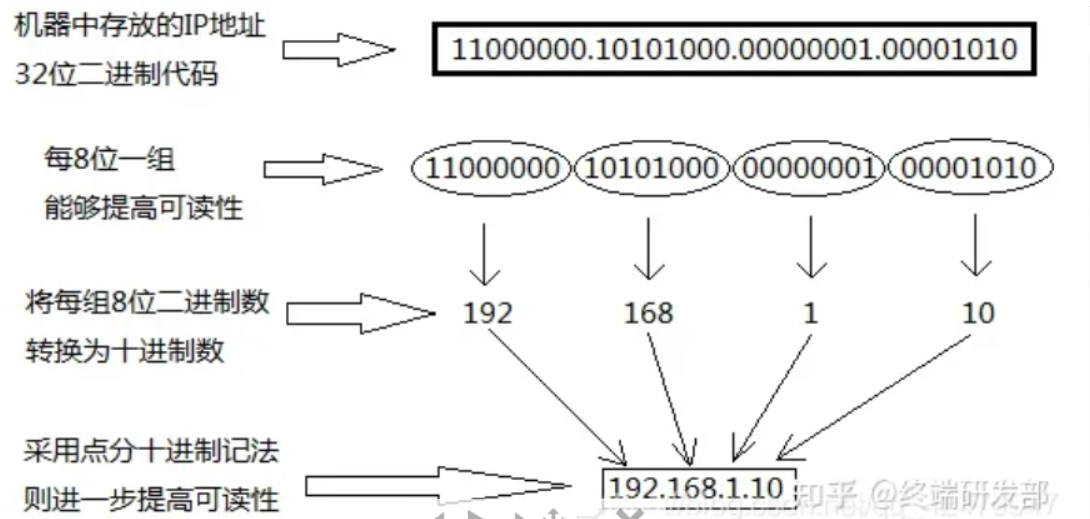 机器中存放的IP地址
32位二进制代码
11000000.10101000.00000001.00001010
每8位一组
能够提高可读性
11000000 10101000 00000001 00001010
将每组8位二进制数
转换为十进制数
192 168 1 10
采用点分十进制记法
则进一步提高可读性
192.168.1.10
知乎 @终端研发部